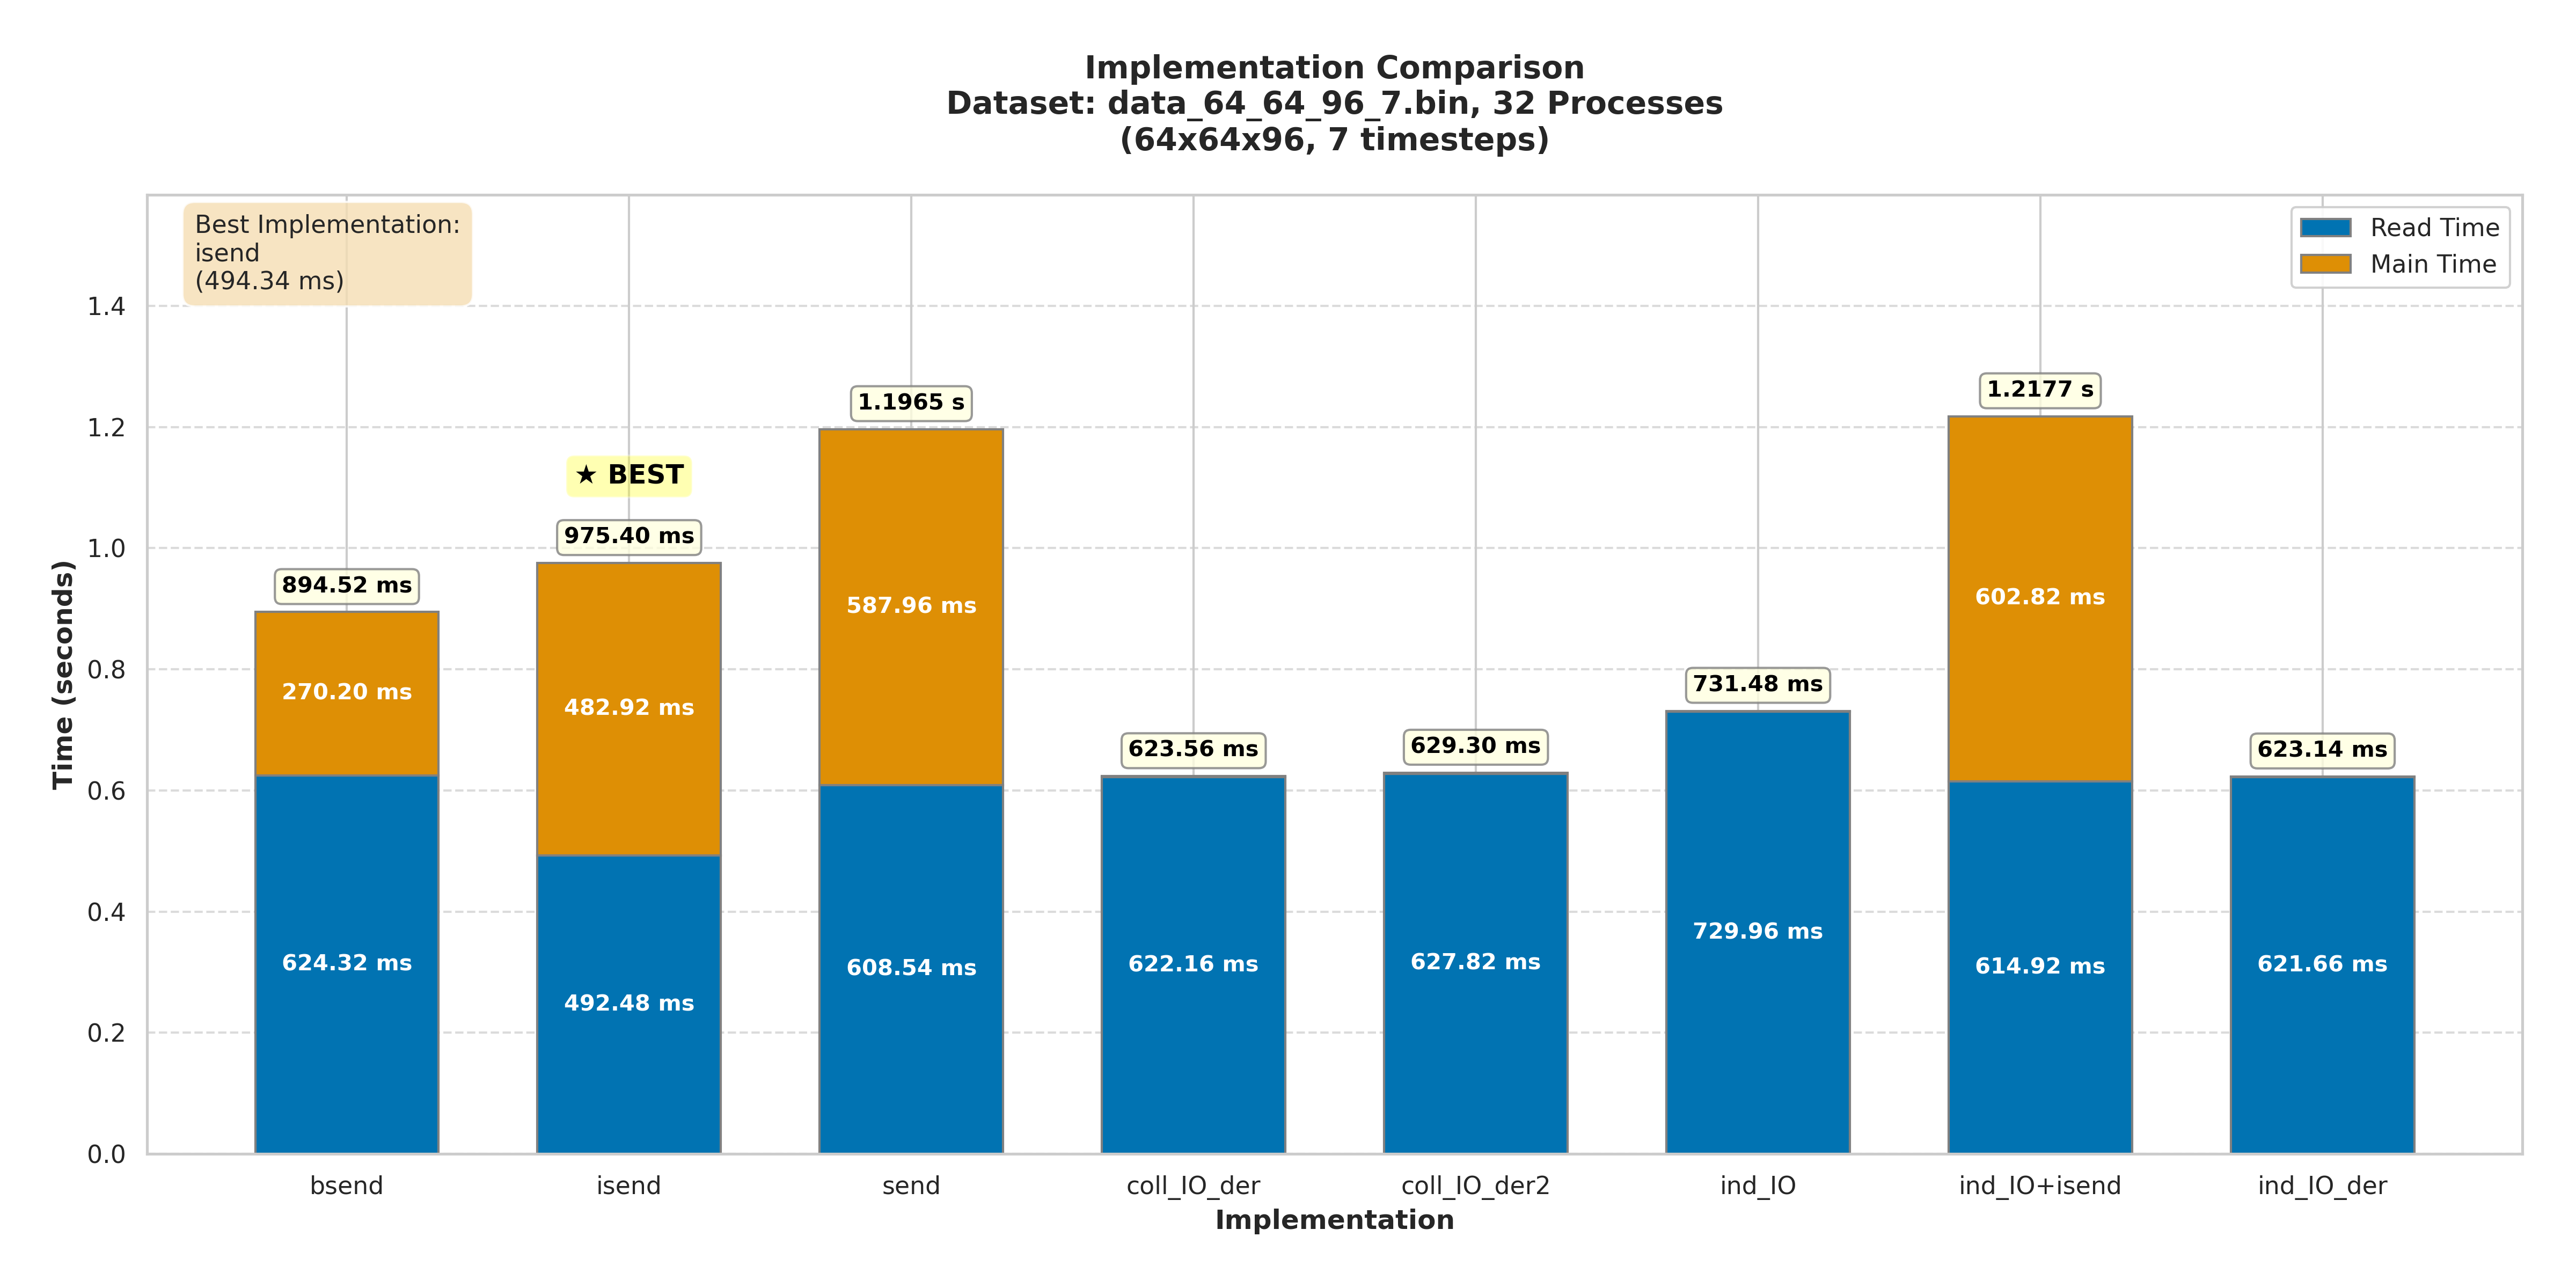 Implementation Comparison
Dataset: data_64_64_96_7.bin, 32 Processes
(64x64x96, 7 timesteps)
Best Implementation:
isend
(494.34 ms)
Read Time
Main Time
Time (seconds)
1.4
1.2
1.0
0.8
0.6
0.4
0.2
0.0
894.52 ms
270.20 ms
624.32 ms
★ BEST
975.40 ms
482.92 ms
492.48 ms
1.1965 s
587.96 ms
608.54 ms
623.56 ms
622.16 ms
629.30 ms
627.82 ms
731.48 ms
729.96 ms
1.2177 s
602.82 ms
614.92 ms
623.14 ms
621.66 ms
bsend
isend
send
coll_IO_der
coll_IO_der2
ind_IO
ind_IO+isend
ind_IO_der
Implementation